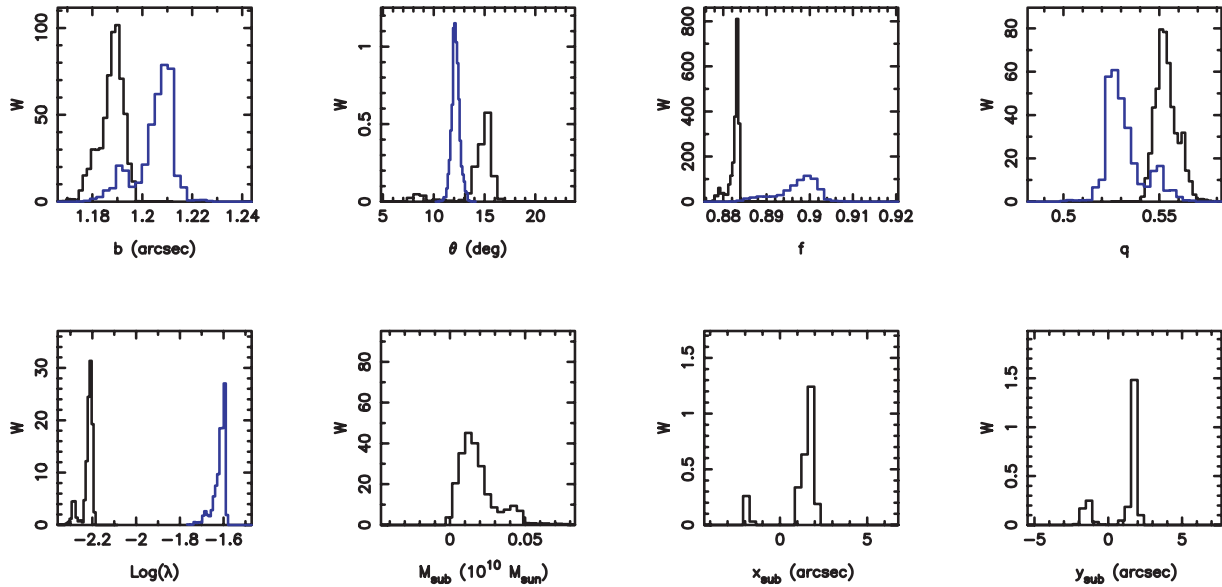 W
100
50
0
1.18 1.2 1.22 1.24
b (arcsec)
W
1
0.5
0
5 10 15 20
θ (deg)
W
800
600
400
200
0
0.88 0.89 0.9 0.91 0.92
f
W
80
60
40
20
0
0.5 0.55
q
W
30
20
10
0
−2.2 −2 −1.8 −1.6
Log(λ)
W
80
60
40
20
0
0 0.05
M_sub (10^10 M_sun)
W
1.5
1
0.5
0
0 5
x_sub (arcsec)
W
1.5
1
0.5
0
−5 0 5
y_sub (arcsec)